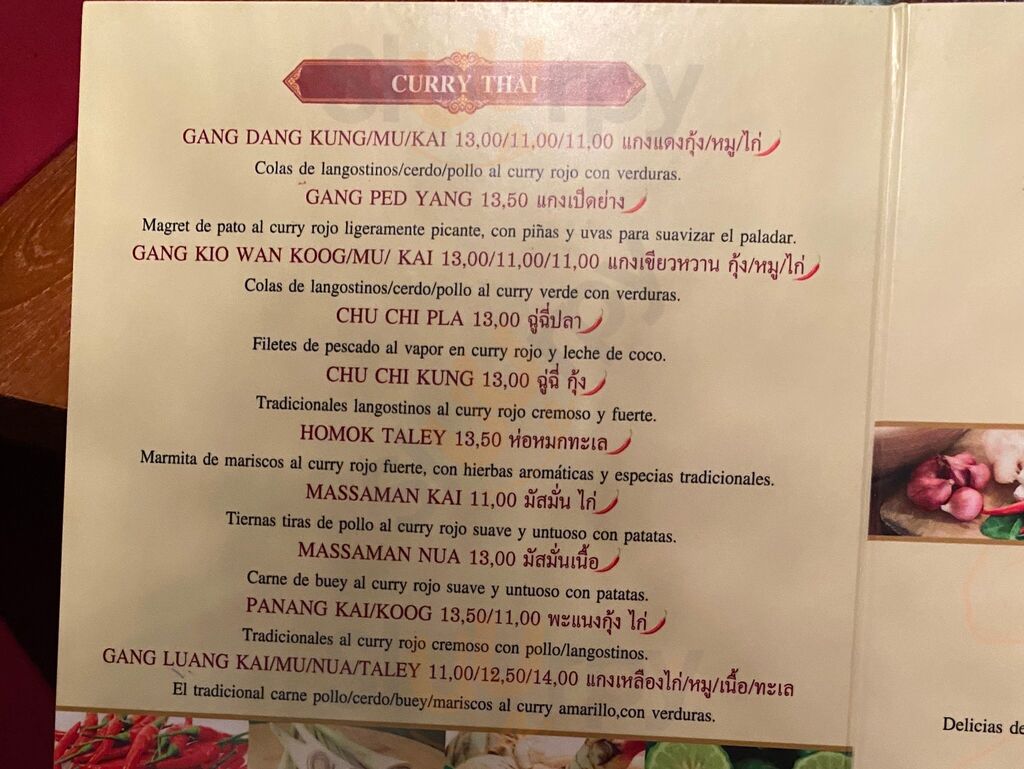 CURRY THAI
GANG DANG KUNG/MU/KAI 13,00/11,00/11,00 แกงแดงกุ้ง/หมู/ไก่
Colas de langostinos/cerdo/pollo al curry rojo con verduras.
GANG PED YANG 13,50 แกงเป็ดย่าง
Magret de pato al curry rojo ligeramente picante, con piñas y uvas para suavizar el paladar.
GANG KIO WAN KOOG/MU/ KAI 13,00/11,00/11,00 แกงเขียวหวาน กุ้ง/หมู/ไก่
Colas de langostinos/cerdo/pollo al curry verde con verduras.
CHU CHI PLA 13,00 ฉู่ฉี่ปลา
Filetes de pescado al vapor en curry rojo y leche de coco.
CHU CHI KUNG 13,00 ฉู่ฉี่ กุ้ง
Tradicionales langostinos al curry rojo cremoso y fuerte.
HOMOK TALEY 13,50 ห่อหมกทะเล
Marmita de mariscos al curry rojo fuerte, con hierbas aromáticas y especias tradicionales.
MASSAMAN KAI 11,00 มัสมั่น ไก่
Tiernas tiras de pollo al curry rojo suave y untuoso con patatas.
MASSAMAN NUA 13,00 มัสมั่นเนื้อ
Carne de buey al curry rojo suave y untuoso con patatas.
PANANG KAI/KOOG 13,50/11,00 พะแนงกุ้ง ไก่
Tradicionales al curry rojo cremoso con pollo/langostinos.
GANG LUANG KAI/MU/NUA/TALEY 11,00/12,50/14,00 แกงเหลืองไก่/หมู/เนื้อ/ทะเล
El tradicional carne pollo/cerdo/buey/mariscos al curry amarillo,con verduras.
Delicias de